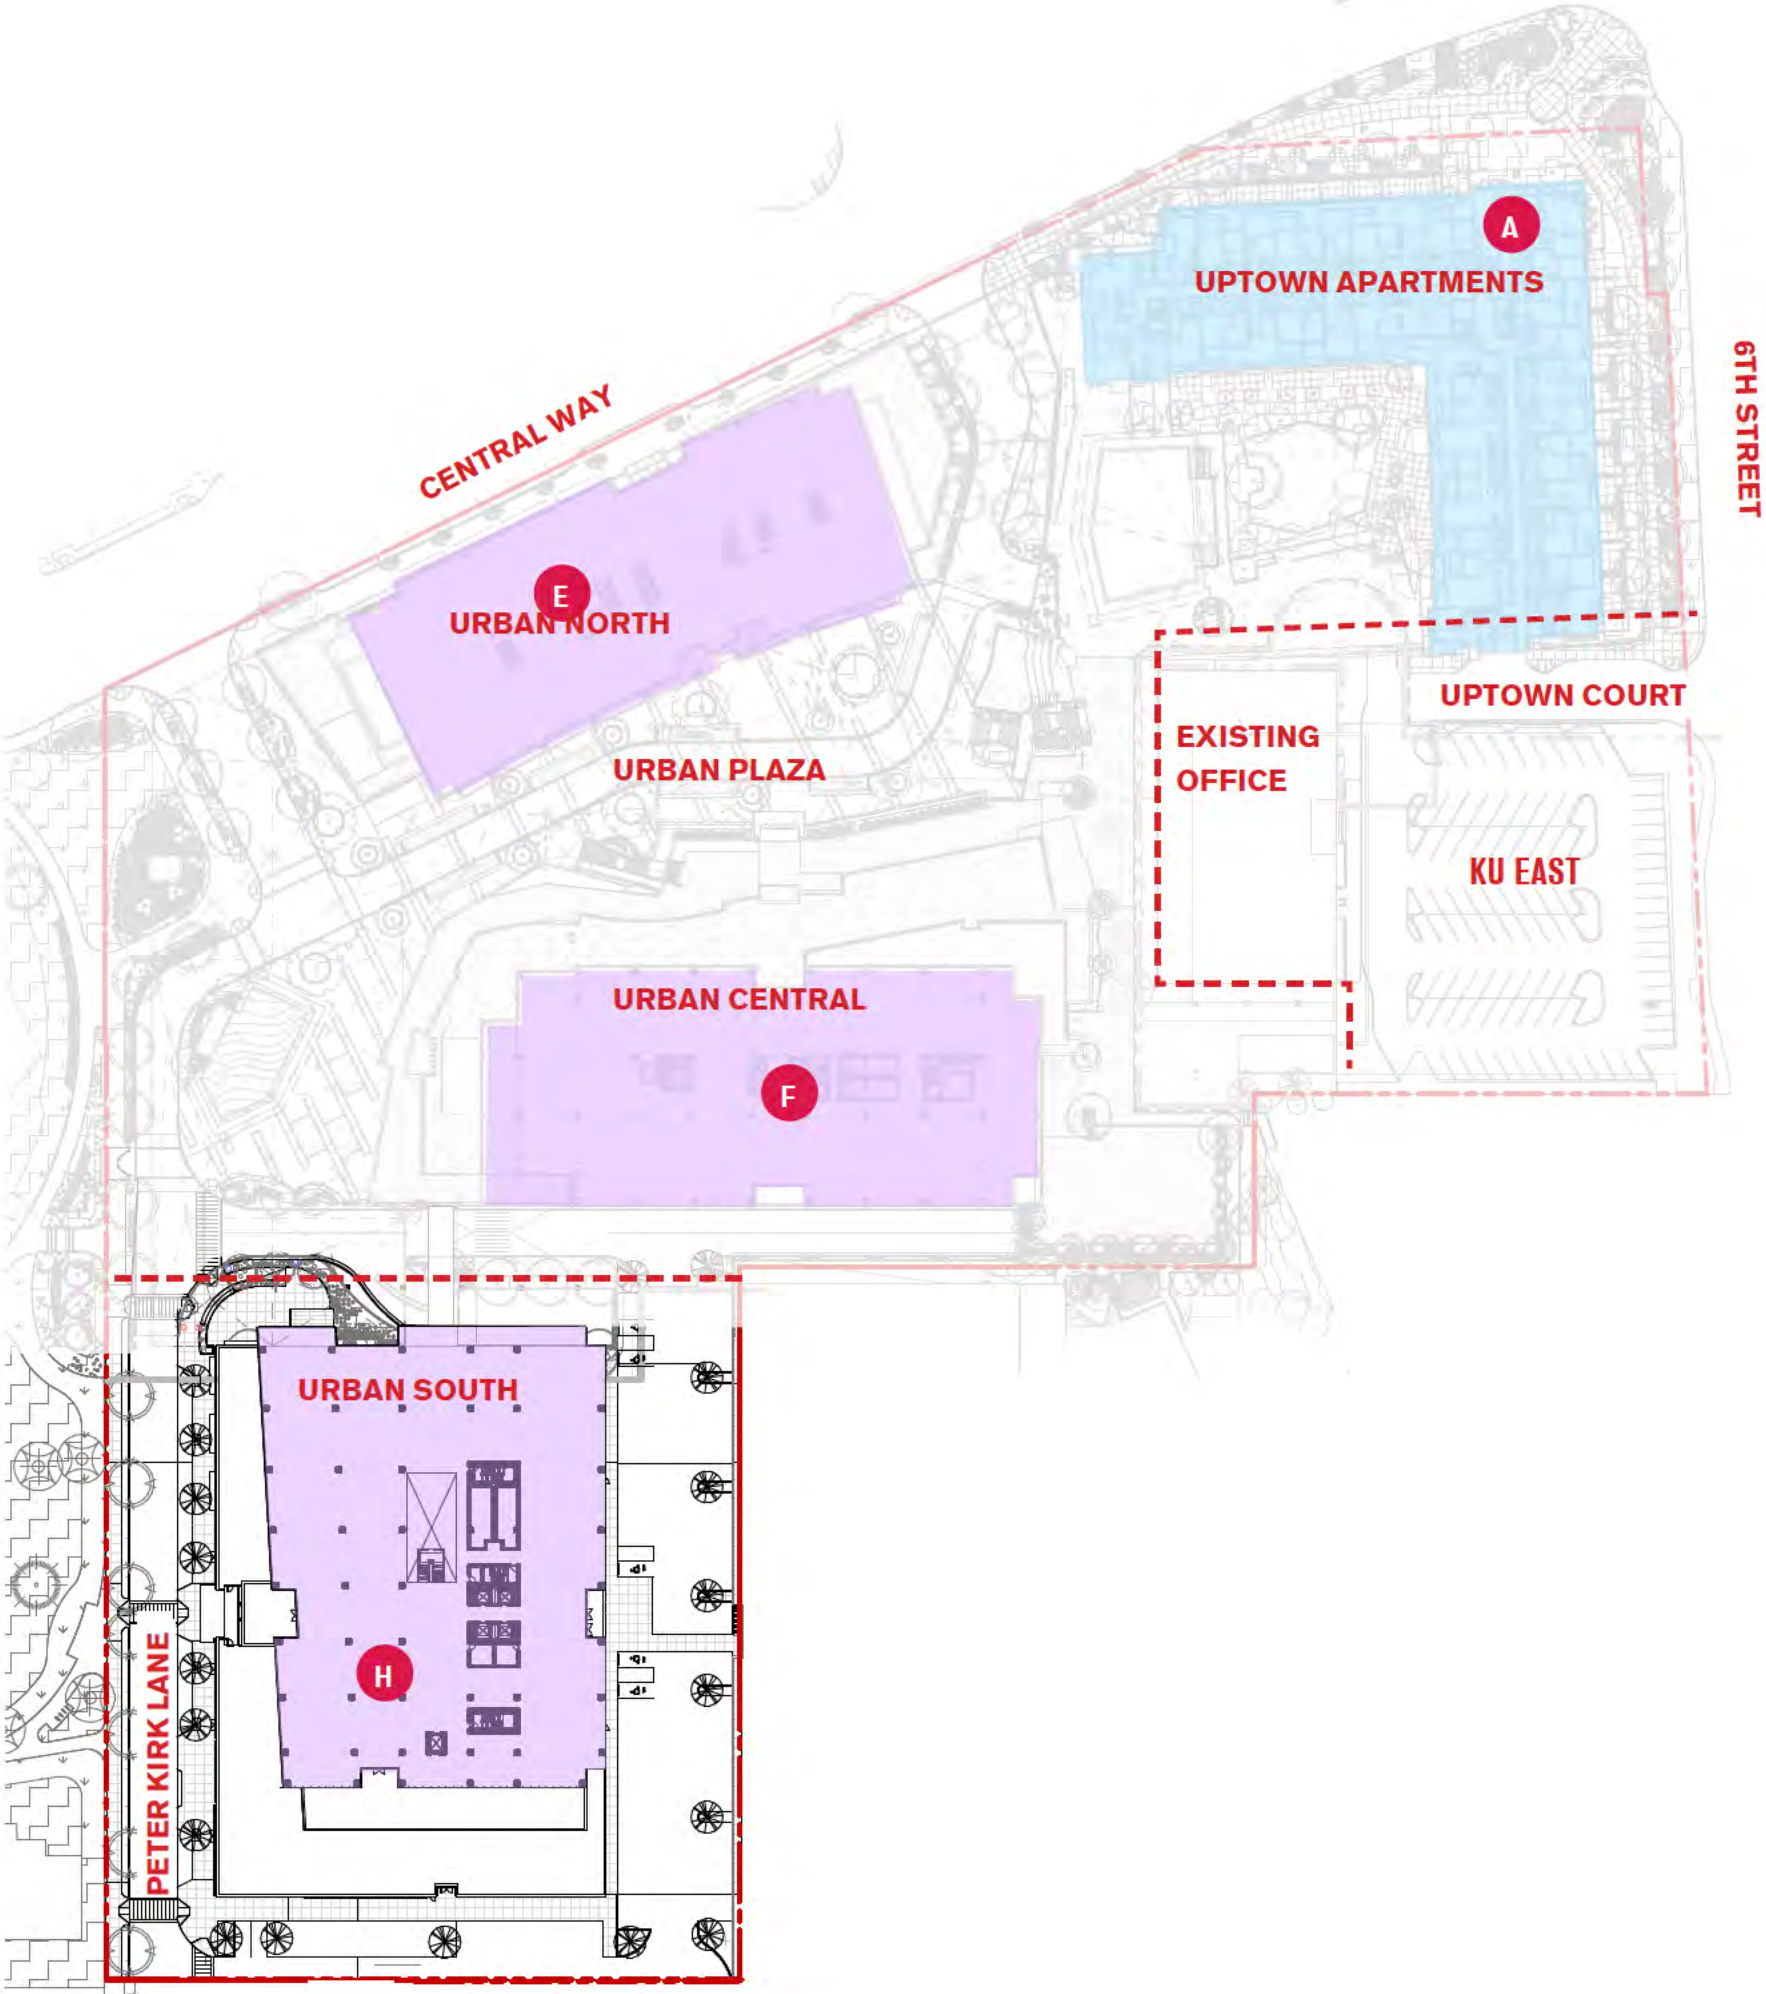 A
UPTOWN APARTMENTS
6TH STREET
CENTRAL WAY
E
URBAN NORTH
UPTOWN COURT
EXISTING
OFFICE
URBAN PLAZA
KU EAST
URBAN CENTRAL
F
URBAN SOUTH
H
PETER KIRK LANE